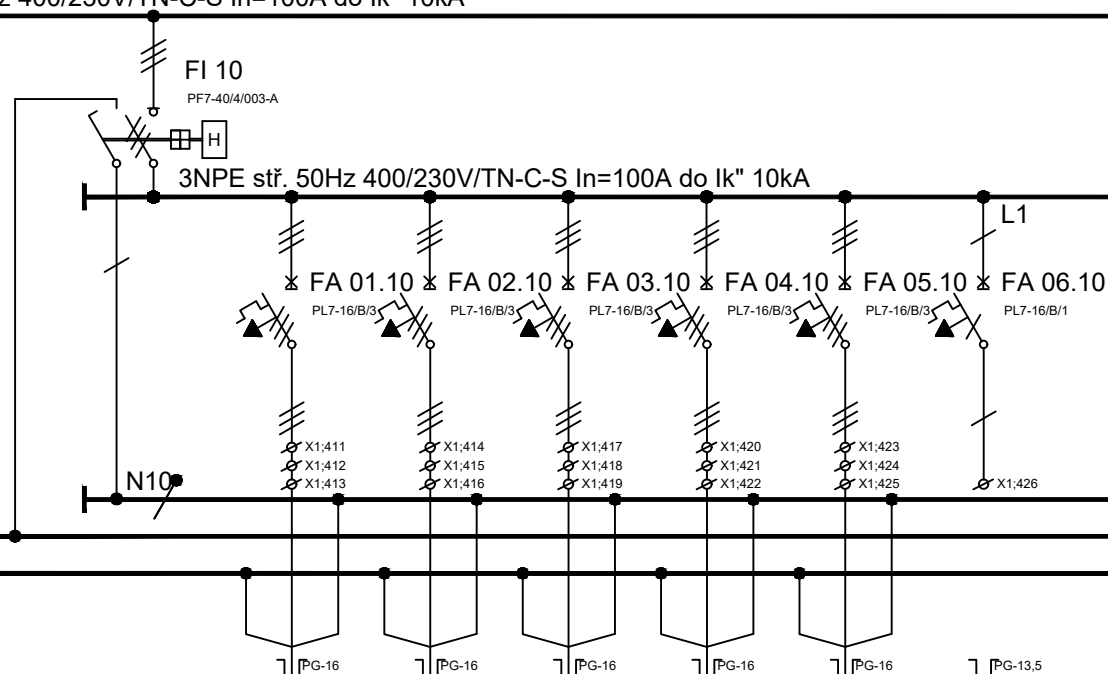 400/230V/TN-C-S In=100A do Ik" 10kA
FI 10
PF7-40/4/003-A
H
3NPE stř. 50Hz 400/230V/TN-C-S In=100A do Ik" 10kA
L1
FA 01.10 FA 02.10 FA 03.10 FA 04.10 FA 05.10 FA 06.10
PL7-16/B/3 PL7-16/B/3 PL7-16/B/3 PL7-16/B/3 PL7-16/B/3 PL7-16/B/1
X1;411 X1;414 X1;417 X1;420 X1;423
X1;412 X1;415 X1;418 X1;421 X1;424
N10 X1;413 X1;416 X1;419 X1;422 X1;425 X1;426
PG-16 PG-16 PG-16 PG-16 PG-16 PG-13,5